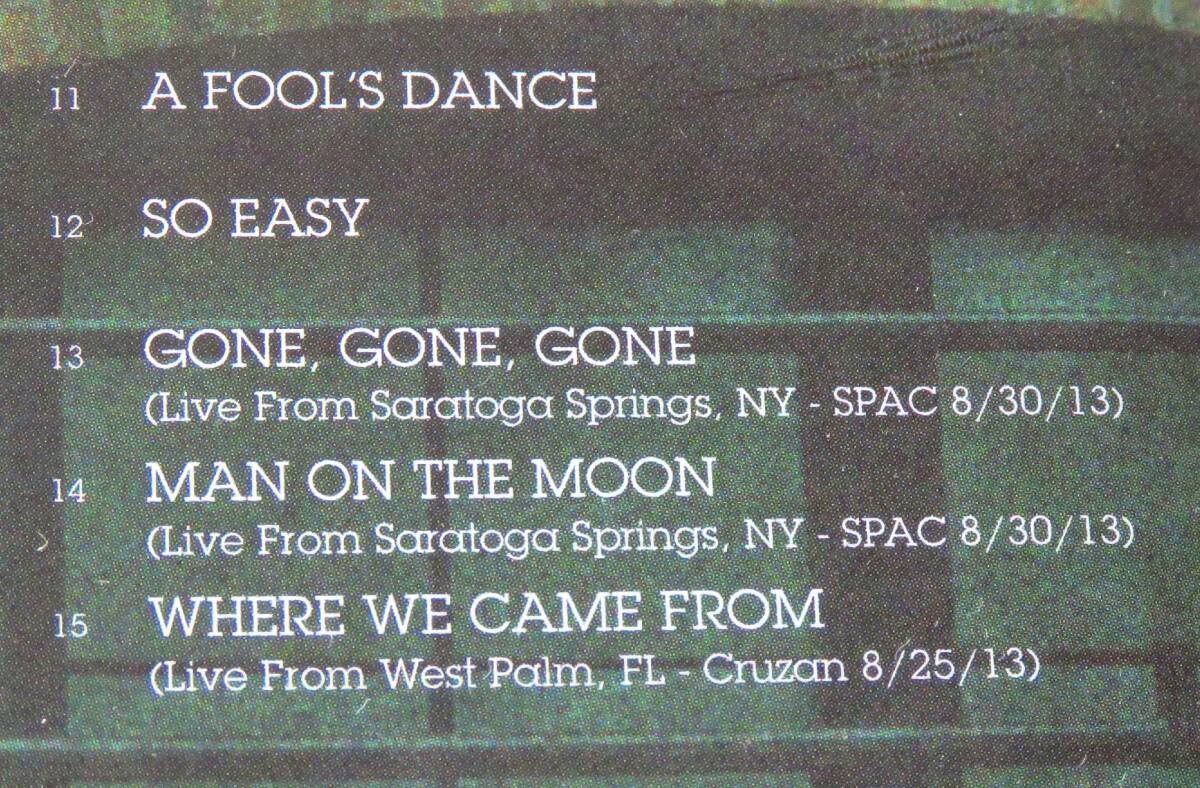 11 A FOOL'S DANCE
12 SO EASY
13 GONE, GONE, GONE
(Live From Saratoga Springs, NY - SPAC 8/30/13)
14 MAN ON THE MOON
(Live From Saratoga Springs, NY - SPAC 8/30/13)
15 WHERE WE CAME FROM
(Live From West Palm, FL - Cruzan 8/25/13)